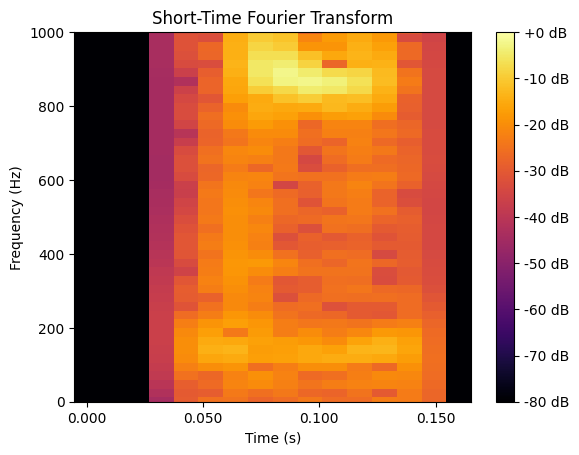 Short-Time Fourier Transform
1000
800
600
400
200
0
Frequency (Hz)
0.000
0.050
0.100
0.150
Time (s)
+0 dB
-10 dB
-20 dB
-30 dB
-40 dB
-50 dB
-60 dB
-70 dB
-80 dB